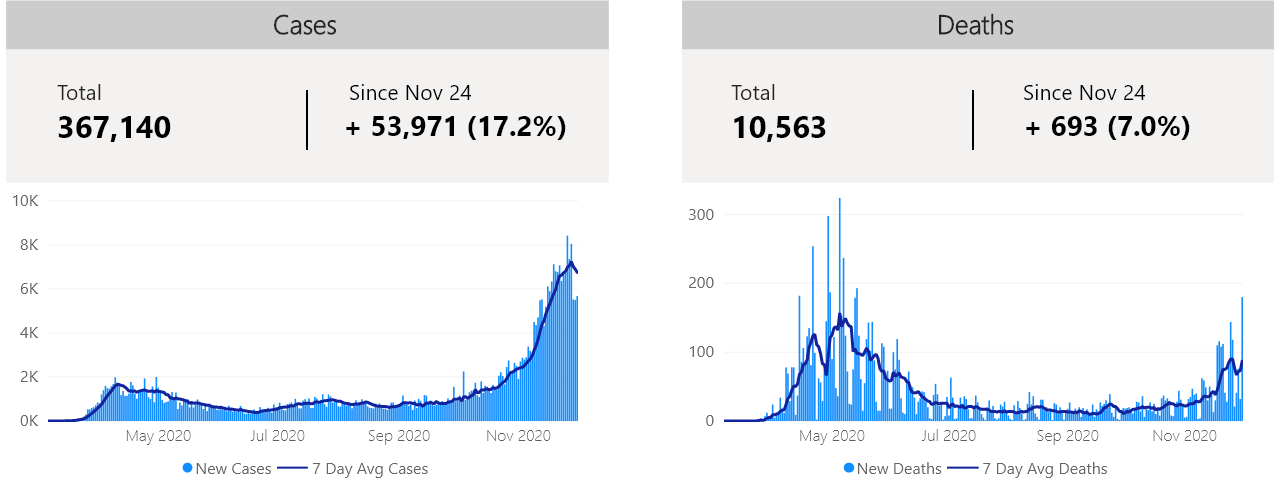 Cases
Total
367,140
Since Nov 24
+ 53,971 (17.2%)
10K
8K
6K
4K
2K
0K
May 2020
Jul 2020
Sep 2020
Nov 2020
New Cases
7 Day Avg Cases
Deaths
Total
10,563
Since Nov 24
+ 693 (7.0%)
300
200
100
0
May 2020
Jul 2020
Sep 2020
Nov 2020
New Deaths
7 Day Avg Deaths